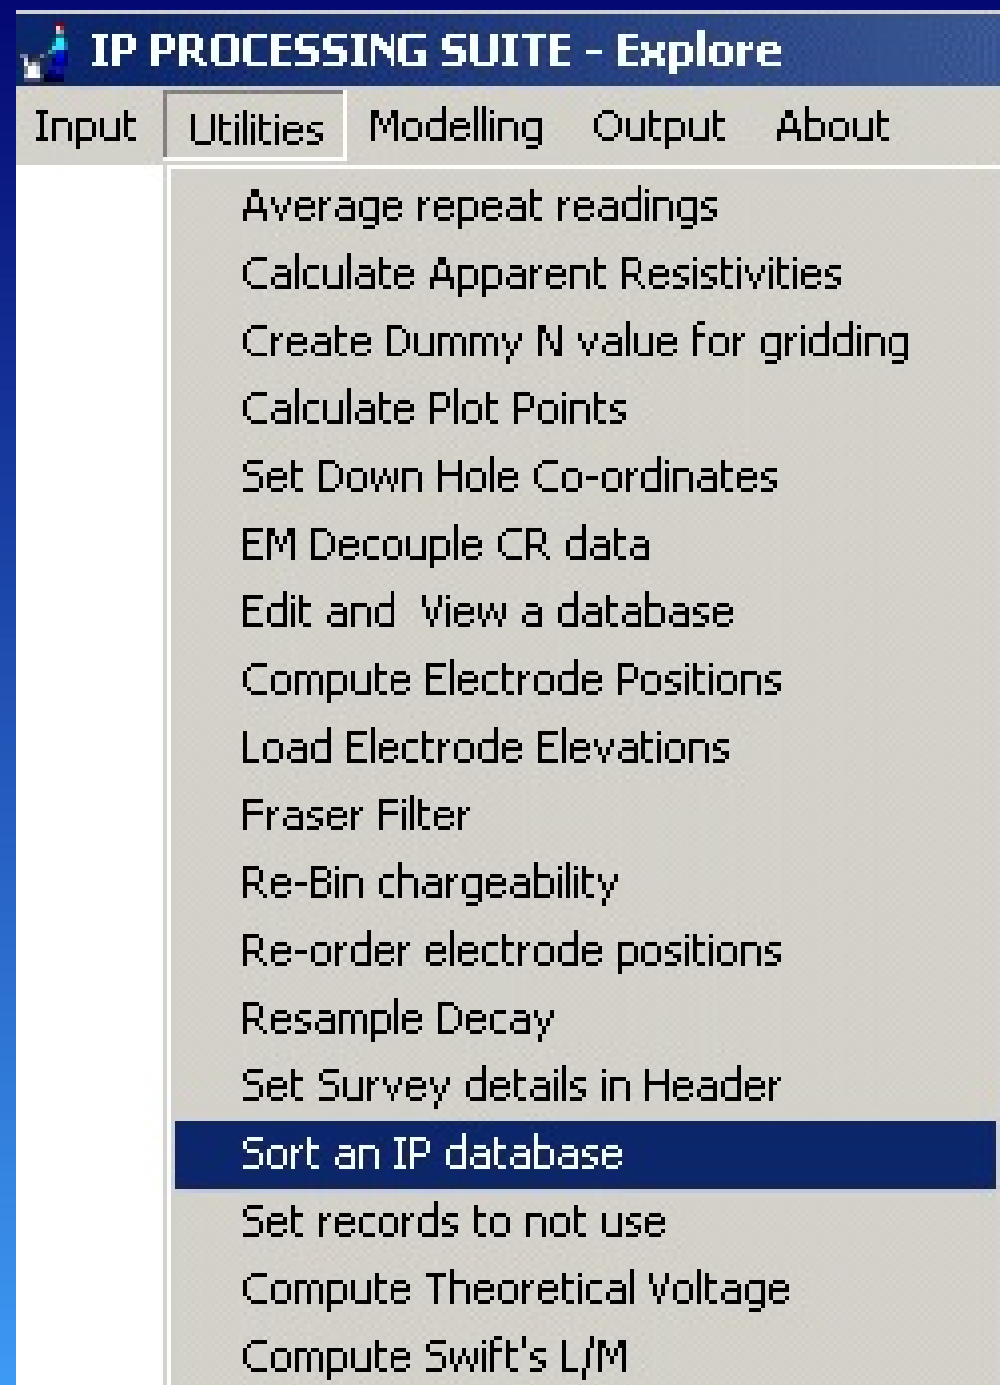 IP PROCESSING SUITE - Explore
Input Utilities Modelling Output About
Average repeat readings
Calculate Apparent Resistivities
Create Dummy N value for gridding
Calculate Plot Points
Set Down Hole Co-ordinates
EM Decouple CR data
Edit and  View a database
Compute Electrode Positions
Load Electrode Elevations
Fraser Filter
Re-Bin chargeability
Re-order electrode positions
Resample Decay
Set Survey details in Header
Sort an IP database
Set records to not use
Compute Theoretical Voltage
Compute Swift's L/M